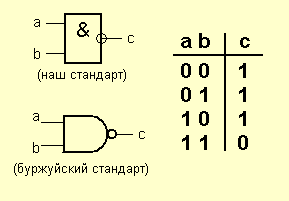 a
&
b
c
(наш стандарт)
a
b
c
(буржуйский стандарт)
a b c
0 0 1
0 1 1
1 0 1
1 1 0